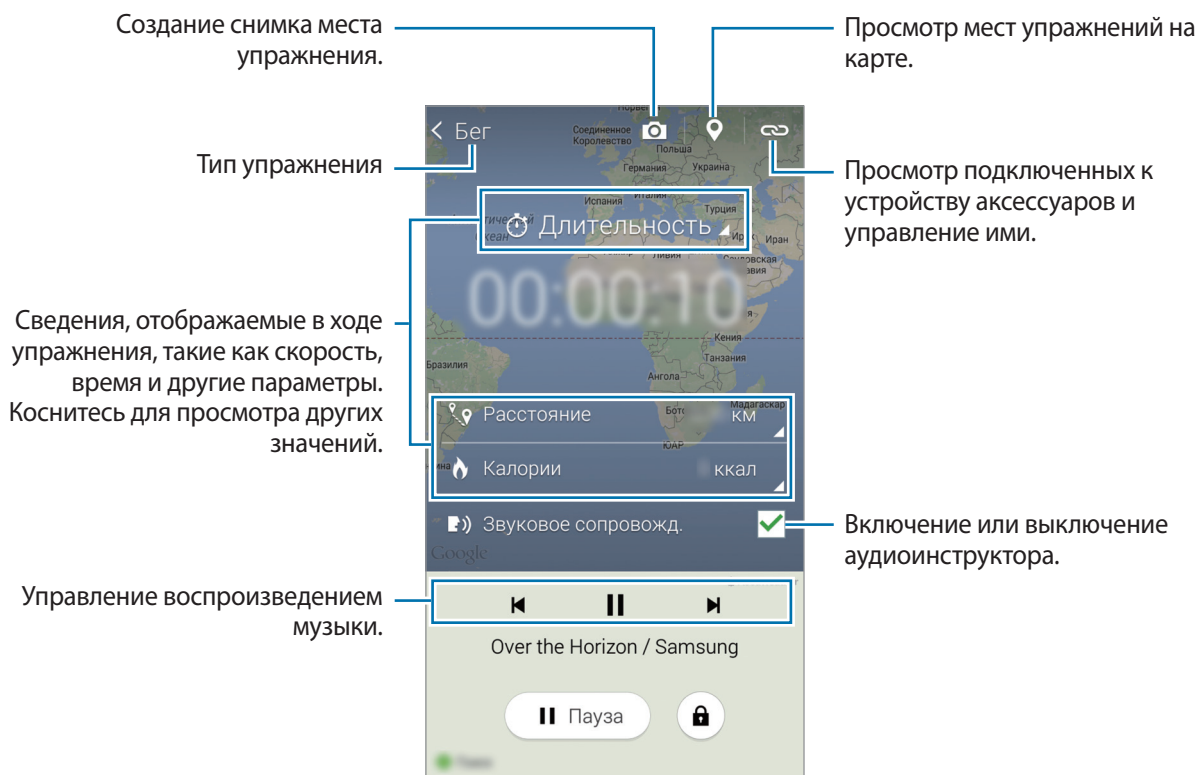 Создание снимка места
упражнения.
Просмотр мест упражнений на
карте.
Тип упражнения
Просмотр подключенных к
устройству аксессуаров и
управление ими.
Сведения, отображаемые в ходе
упражнения, такие как скорость,
время и другие параметры.
Коснитесь для просмотра других
значений.
Включение или выключение
аудиоинструктора.
Управление воспроизведением
музыки.
Бег
Соединенное
Королевство
Польша
Германия
Украина
Испания
Италия
Турция
Длительность
Иран
Ливия
00:00:10
Кения
Танзания
Бразилия
Ангола
Мадагаскар
Расстояние
км
ЮАР
Калории
ккал
Звуковое сопровожд.
Google
Over the Horizon / Samsung
Пауза